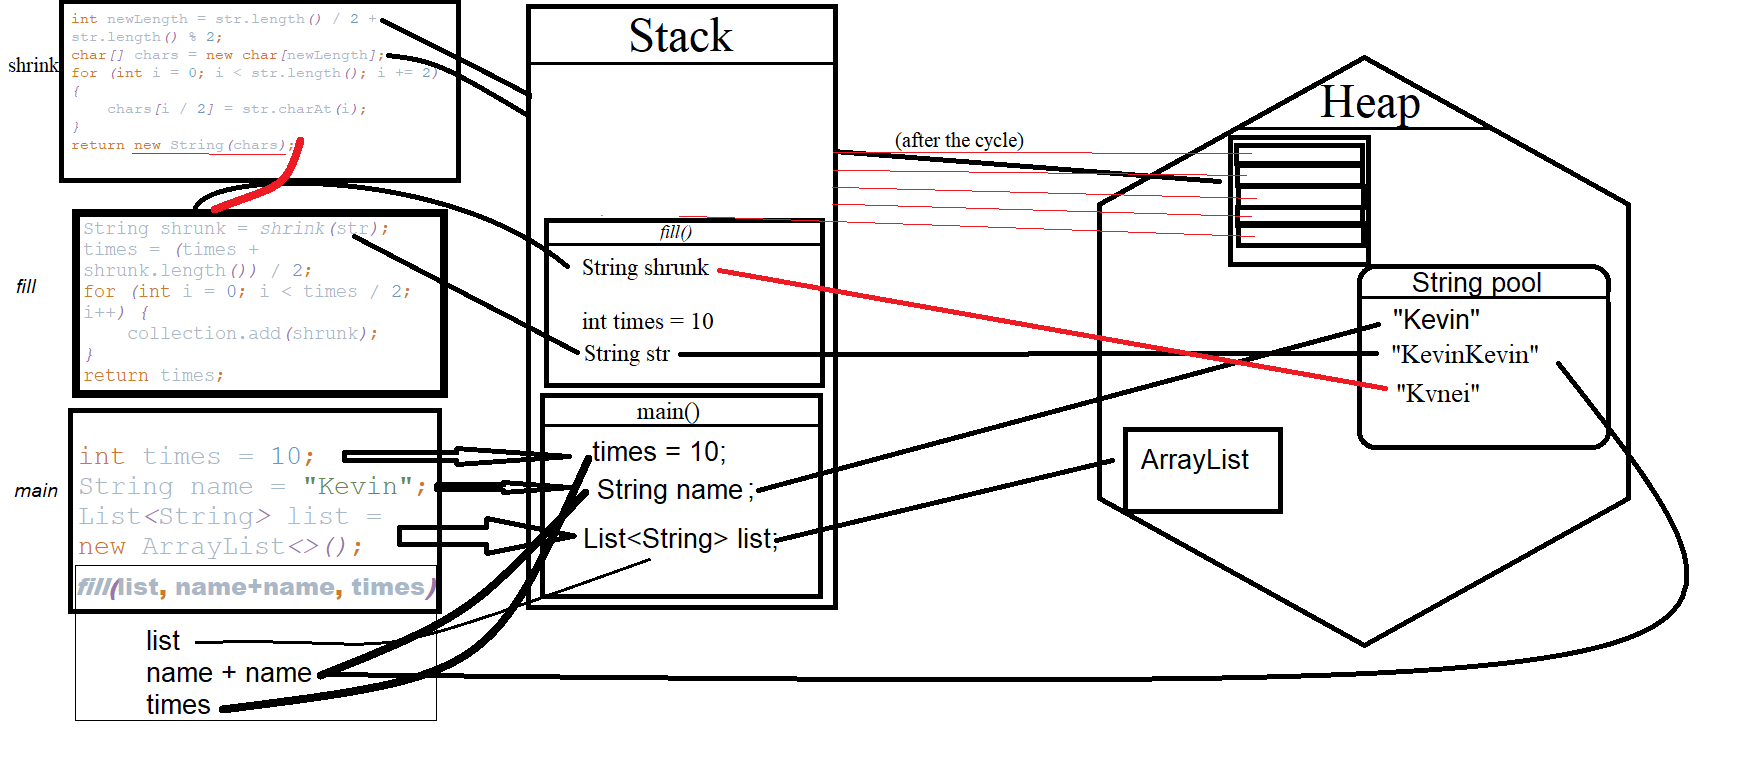 shrink
int newLength = str.length() / 2 +
str.length() % 2;
char[] chars = new char[newLength];
for (int i = 0; i < str.length(); i += 2)
{
chars[i / 2] = str.charAt(i);
}
return new String(chars);
fill
String shrunk = shrink(str);
times = (times +
shrunk.length()) / 2;
for (int i = 0; i < times / 2;
i++) {
collection.add(shrunk);
}
return times;
main
int times = 10;
String name = "Kevin";
List<String> list =
new ArrayList<>();
fill(list, name+name, times)
list
name + name
times
Stack
fill()
String shrunk
int times = 10
String str
main()
times = 10;
String name ;
List<String> list;
(after the cycle)
Heap
String pool
"Kevin"
"KevinKevin"
"Kvnei"
ArrayList